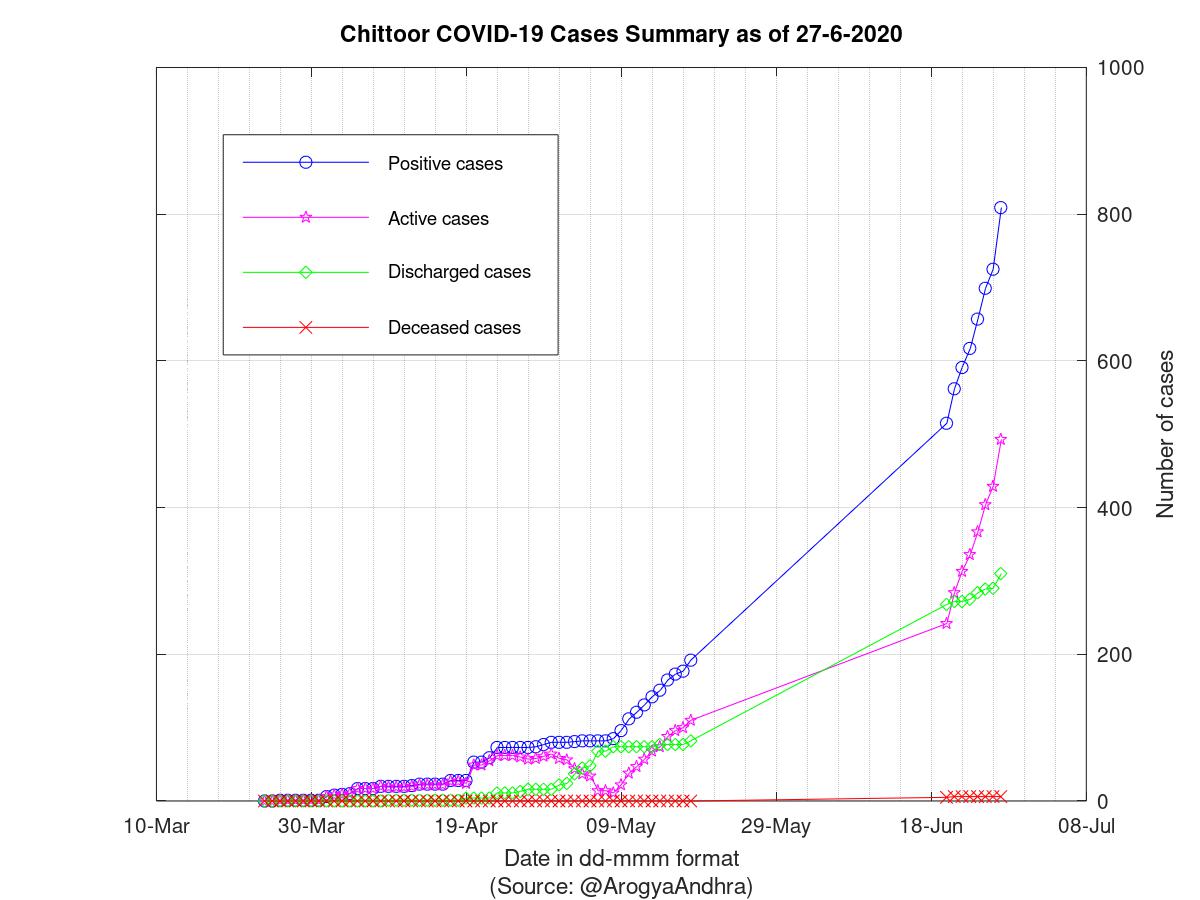 Chittoor COVID-19 Cases Summary as of 27-6-2020
1000
Positive cases
800
Active cases
Discharged cases
Deceased cases
600
Number of cases
400
200
0
10-Mar 30-Mar 19-Apr 09-May 29-May 18-Jun 08-Jul
Date in dd-mmm format
(Source: @ArogyaAndhra)